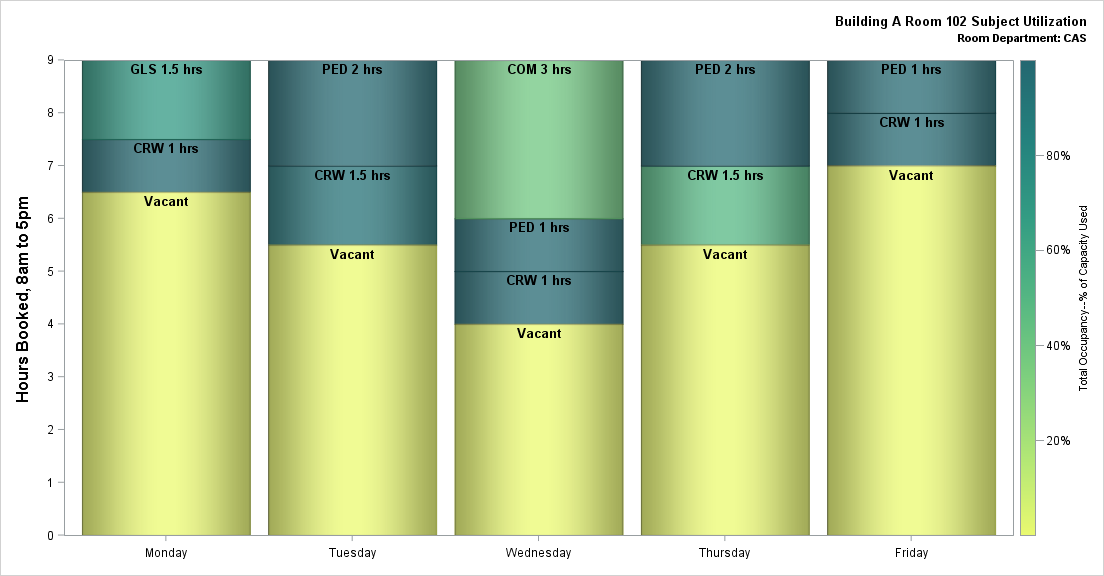 Building A Room 102 Subject Utilization
Room Department: CAS
Hours Booked, 8am to 5pm
9
8
7
6
5
4
3
2
1
0
GLS 1.5 hrs
CRW 1 hrs
Vacant
PED 2 hrs
CRW 1.5 hrs
Vacant
COM 3 hrs
PED 1 hrs
CRW 1 hrs
Vacant
PED 2 hrs
CRW 1.5 hrs
Vacant
PED 1 hrs
CRW 1 hrs
Vacant
Monday
Tuesday
Wednesday
Thursday
Friday
80%
60%
40%
20%
Total Occupancy--% of Capacity Used